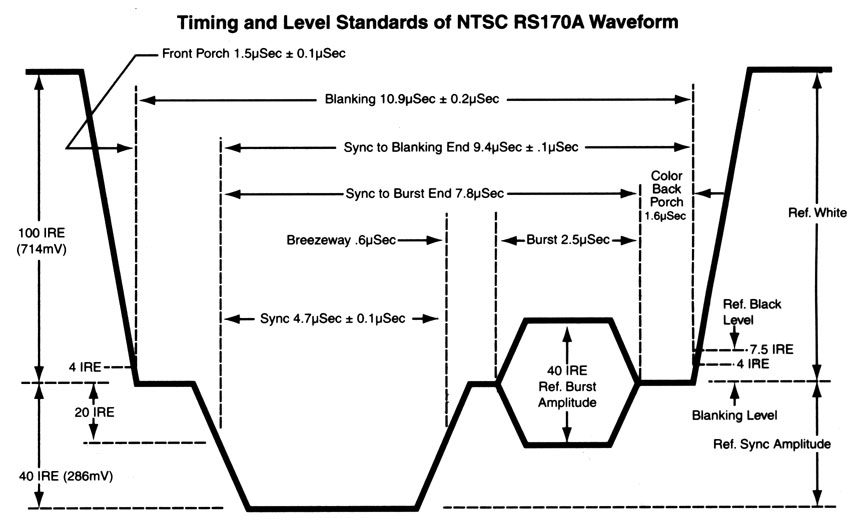 Timing and Level Standards of NTSC RS170A Waveform
Front Porch 1.5µSec ± 0.1µSec
Blanking 10.9µSec ± 0.2µSec
Sync to Blanking End 9.4µSec ± .1µSec
Sync to Burst End 7.8µSec
Color
Back
Porch
1.6µSec
100 IRE
(714mV)
Breezeway .6µSec
Burst 2.5µSec
Ref. White
Sync 4.7µSec ± 0.1µSec
Ref. Black
Level
7.5 IRE
4 IRE
4 IRE
40 IRE
Ref. Burst
Amplitude
20 IRE
Blanking Level
Ref. Sync Amplitude
40 IRE (286mV)